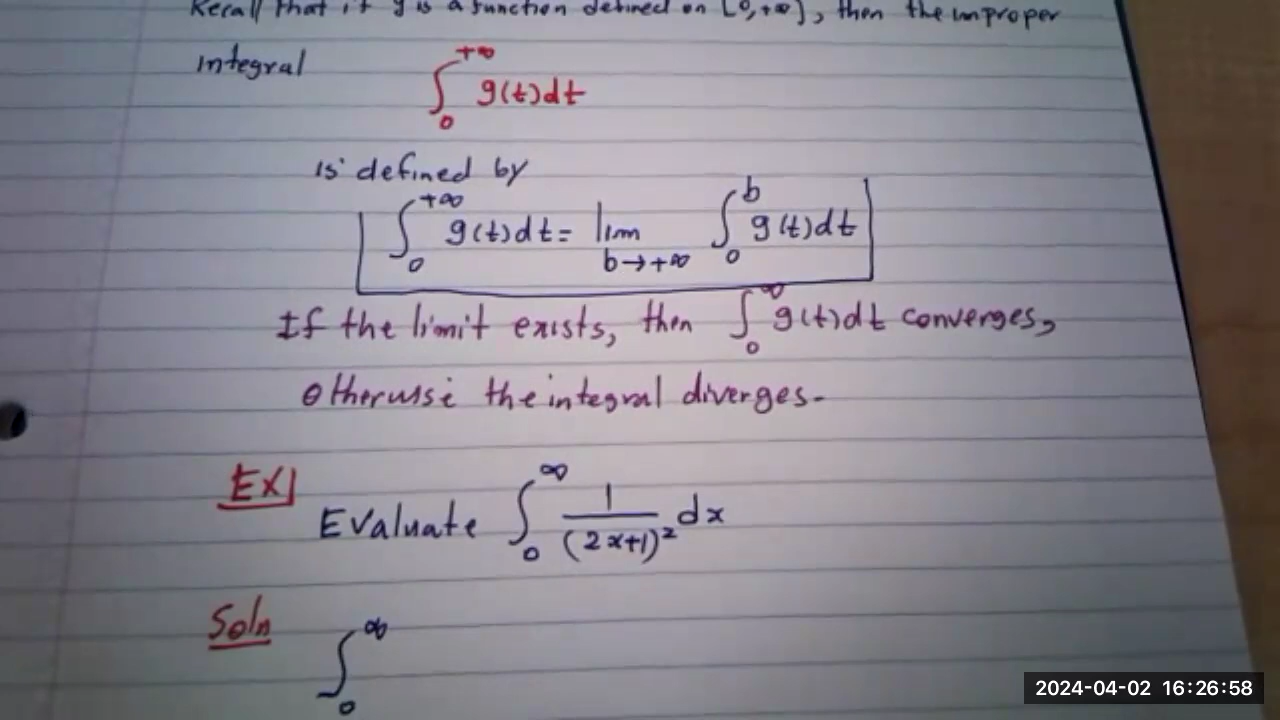 Recall that if g is a function defined on [0,+∞), then the improper
integral ∫₀^{+∞} g(t)dt
is defined by
∫₀^{+∞} g(t)dt = lim_{b→+∞} ∫₀^{b} g(t)dt
If the limit exists, then ∫₀^{∞} g(t)dt converges,
otherwise the integral diverges.
EX1
Evaluate ∫₀^{∞} 1/(2x+1)² dx
Soln ∫₀^{∞}
2024-04-02 16:26:58